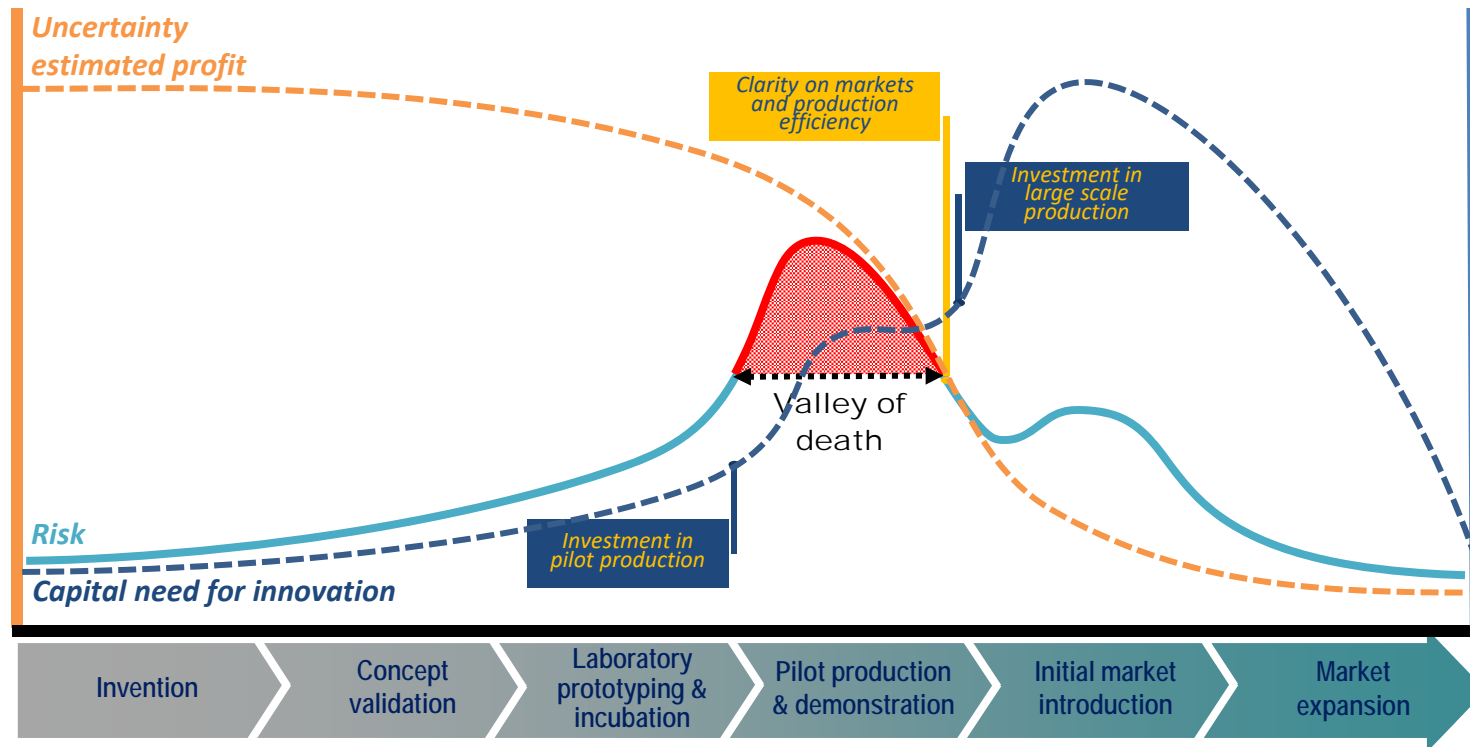 Uncertainty
estimated profit
Clarity on markets
and production
efficiency
Investment in
large scale
production
Valley of
death
Risk
Investment in
pilot production
Capital need for innovation
Invention
Concept
validation
Laboratory
prototyping &
incubation
Pilot production
& demonstration
Initial market
introduction
Market
expansion